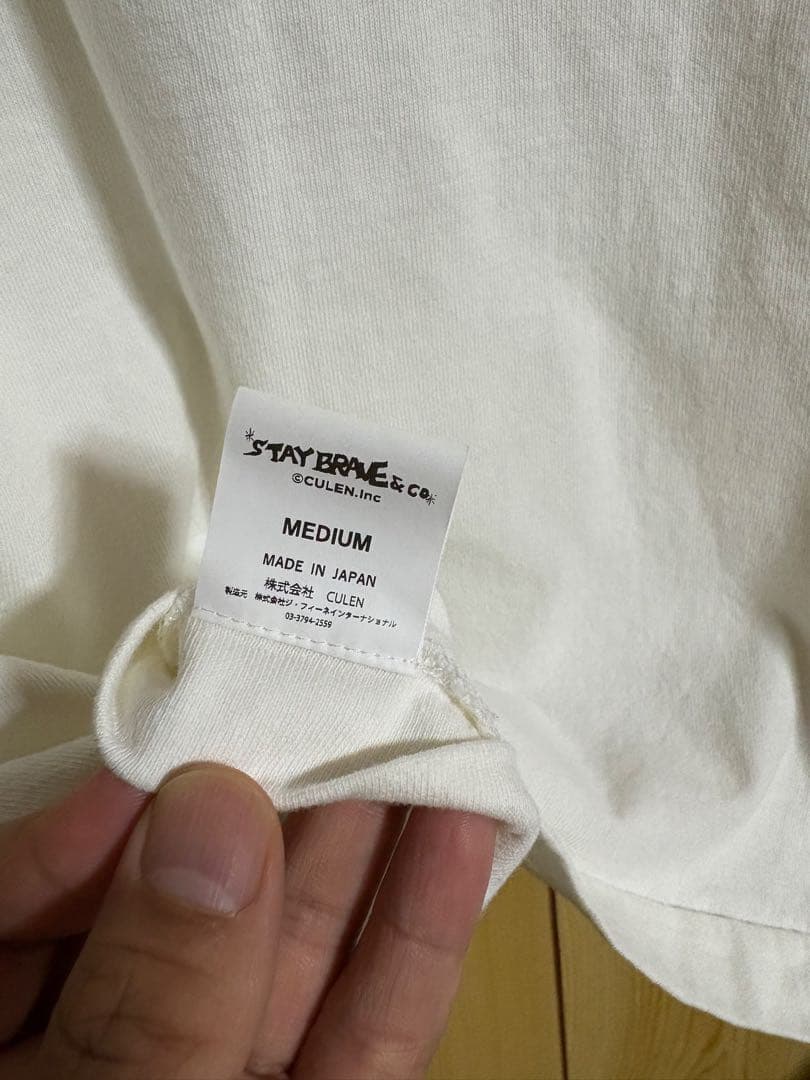 *STAY BRAVE & CO*
©CULEN.Inc
MEDIUM
MADE IN JAPAN
株式会社 CULEN
製造元 株式会社ジ・フィーネインターナショナル
03-3794-2559